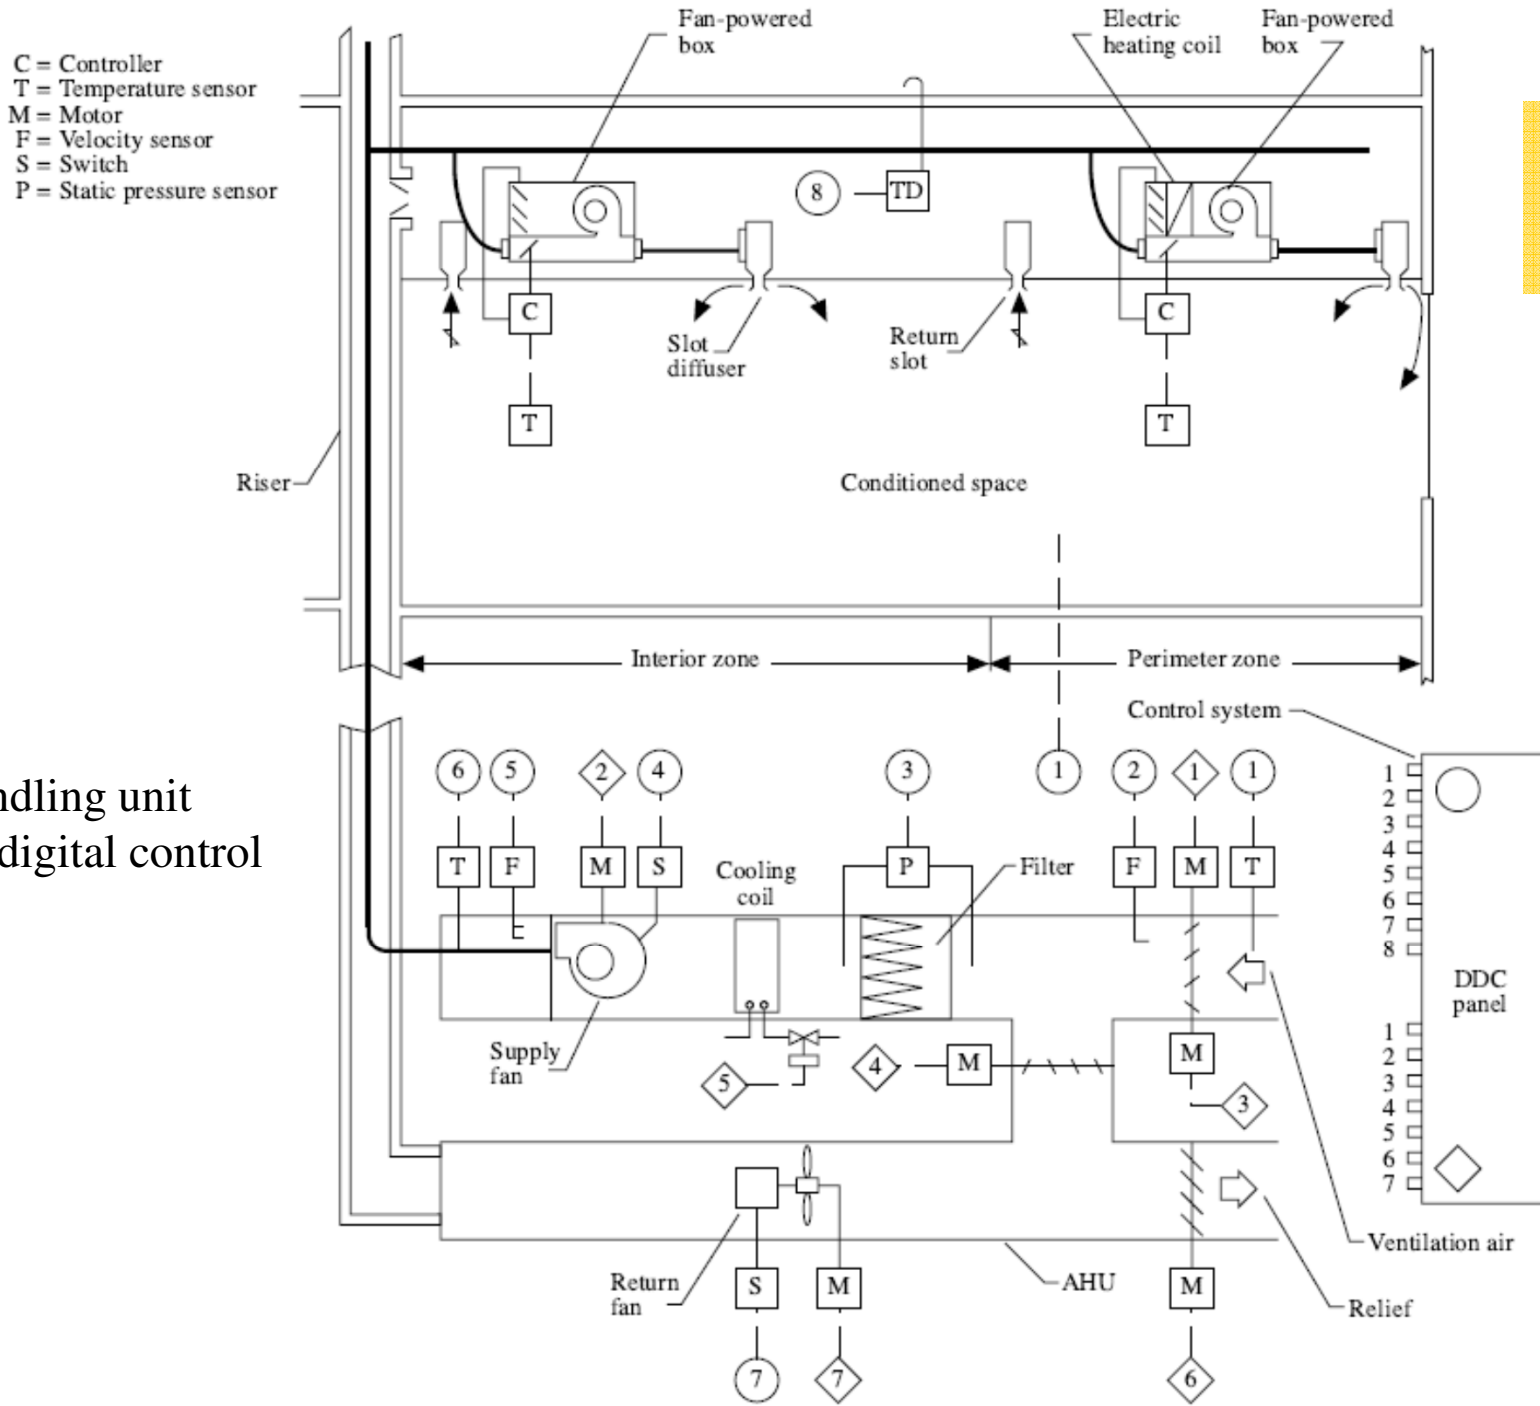 Fan-powered
box
Electric
heating coil
Fan-powered
box
C = Controller
T = Temperature sensor
M = Motor
F = Velocity sensor
S = Switch
P = Static pressure sensor
8
TD
C
C
Slot
diffuser
Return
slot
T
T
Riser
Conditioned space
Interior zone
Perimeter zone
Control system
6
5
2
4
3
1
2
1
1
1
2
3
4
5
6
7
8
ndling unit
digital control
T
F
M
S
Cooling
coil
P
Filter
F
M
T
DDC
panel
Supply
fan
5
4
M
M
3
1
2
3
4
5
6
7
Ventilation air
Return
fan
S
M
AHU
M
Relief
7
7
6